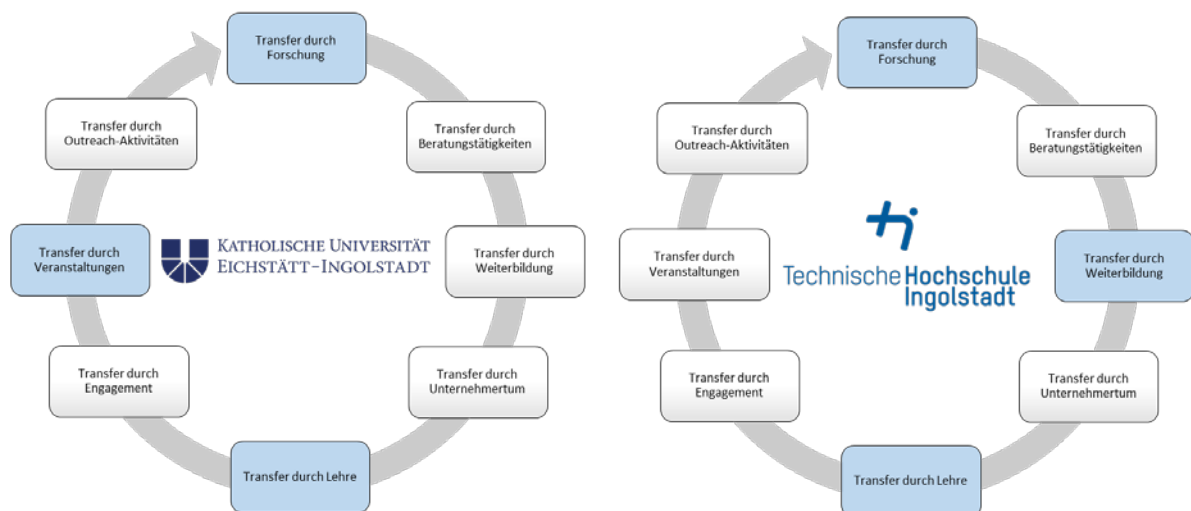 Transfer durch
Forschung
Transfer durch
Beratungstätigkeiten
Transfer durch
Weiterbildung
Transfer durch
Unternehmertum
Transfer durch Lehre
Transfer durch
Engagement
Transfer durch
Veranstaltungen
Transfer durch
Outreach-Aktivitäten
KATHOLISCHE UNIVERSITÄT
EICHSTÄTT-INGOLSTADT
Transfer durch
Forschung
Transfer durch
Beratungstätigkeiten
Transfer durch
Weiterbildung
Transfer durch
Unternehmertum
Transfer durch Lehre
Transfer durch
Engagement
Transfer durch
Veranstaltungen
Transfer durch
Outreach-Aktivitäten
Technische Hochschule
Ingolstadt